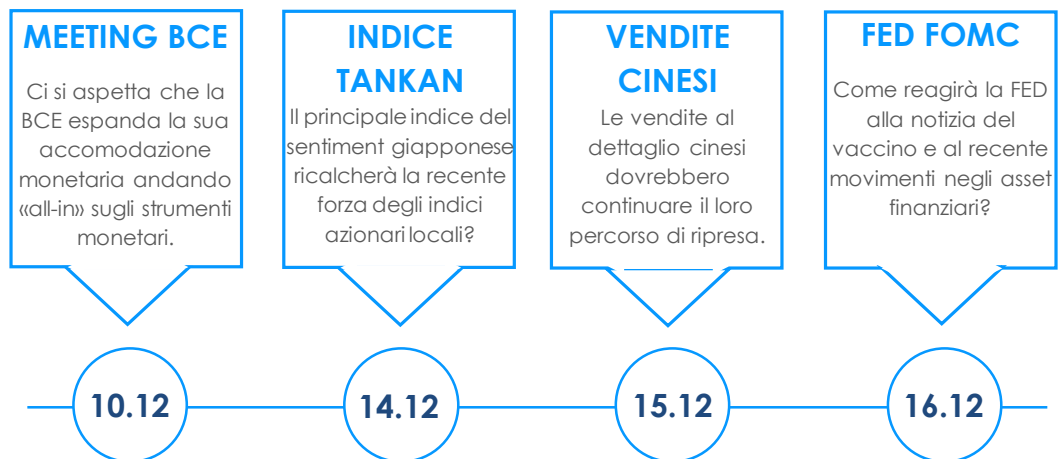 MEETING BCE
Ci si aspetta che la
BCE espanda la sua
accomodazione
monetaria andando
«all-in» sugli strumenti
monetari.
INDICE
TANKAN
Il principale indice del
sentiment giapponese
ricalcherà la recente
forza degli indici
azionari locali?
VENDITE
CINESI
Le vendite al
dettaglio cinesi
dovrebbero
continuare il loro
percorso di ripresa.
FED FOMC
Come reagirà la FED
alla notizia del
vaccino e al recente
movimenti negli asset
finanziari?
10.12
14.12
15.12
16.12